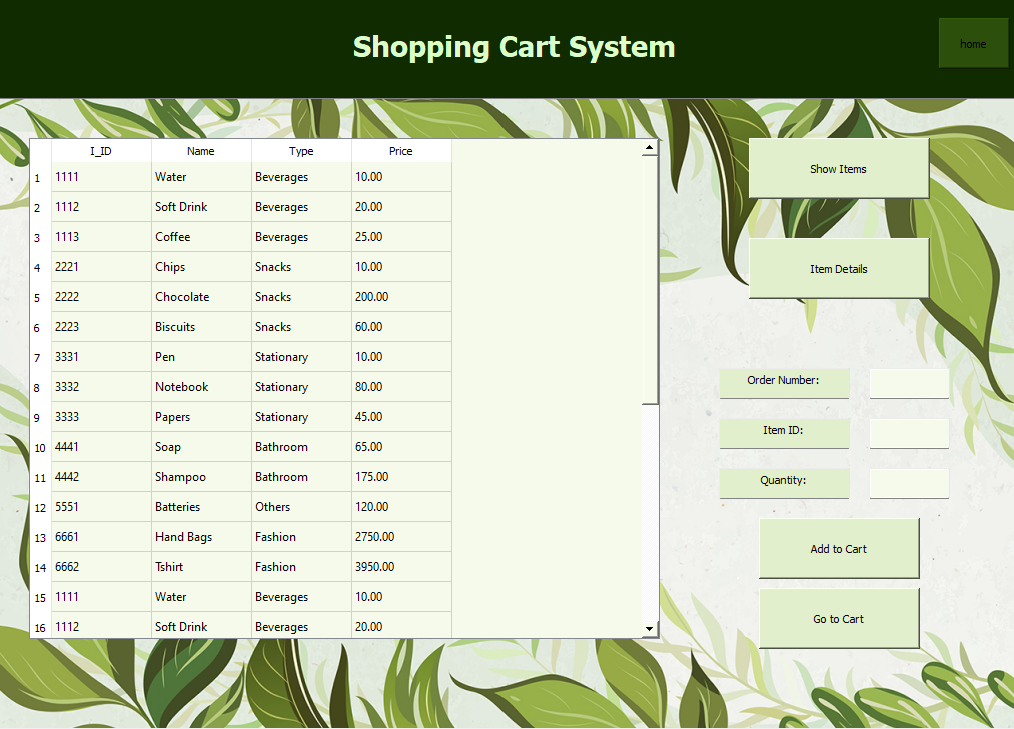 Shopping Cart System
home
I_ID Name Type Price
1 1111 Water Beverages 10.00
2 1112 Soft Drink Beverages 20.00
3 1113 Coffee Beverages 25.00
4 2221 Chips Snacks 10.00
5 2222 Chocolate Snacks 200.00
6 2223 Biscuits Snacks 60.00
7 3331 Pen Stationary 10.00
8 3332 Notebook Stationary 80.00
9 3333 Papers Stationary 45.00
10 4441 Soap Bathroom 65.00
11 4442 Shampoo Bathroom 175.00
12 5551 Batteries Others 120.00
13 6661 Hand Bags Fashion 2750.00
14 6662 Tshirt Fashion 3950.00
15 1111 Water Beverages 10.00
16 1112 Soft Drink Beverages 20.00
Show Items
Item Details
Order Number:
Item ID:
Quantity:
Add to Cart
Go to Cart